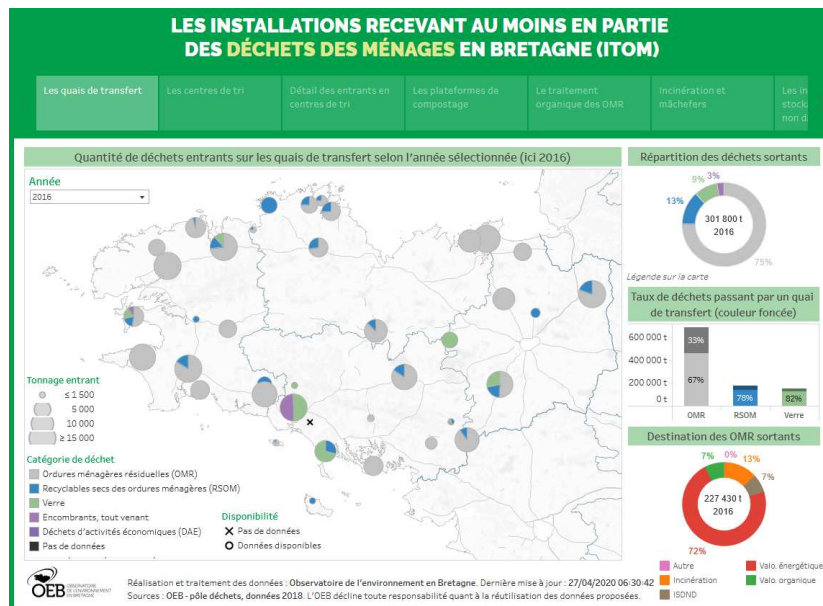 LES INSTALLATIONS RECEVANT AU MOINS EN PARTIE
DES DÉCHETS DES MÉNAGES EN BRETAGNE (ITOM)
Les quais de transfert
Les centres de tri
Détail des entrants en
centres de tri
Les plateformes de
compostage
Le traitement
organique des OMR
Incinération et
mâchefers
Les in
stock
non d
Quantité de déchets entrants sur les quais de transfert selon l'année sélectionnée (ici 2016)
Année
2016
Tonnage entrant
≤ 1 500
5 000
10 000
≥ 15 000
Catégorie de déchet
Ordures ménagères résiduelles (OMR)
Recyclables secs des ordures ménagères (RSOM)
Verre
Encombrants, tout venant
Déchets d'activités économiques (DAE)
Pas de données
Disponibilité
Pas de données
Données disponibles
Répartition des déchets sortants
9%
3%
13%
301 800 t
2016
75%
Légende sur la carte
Taux de déchets passant par un quai
de transfert (couleur foncée)
600 000 t
400 000 t
200 000 t
0 t
33%
67%
78%
82%
OMR
RSOM
Verre
Destination des OMR sortants
7%
0%
13%
7%
227 430 t
2016
72%
Autre
Incinération
ISDND
Valo. énergétique
Valo. organique
OEB
OBSERVATOIRE
DE L'ENVIRONNEMENT
EN BRETAGNE
Réalisation et traitement des données : Observatoire de l'environnement en Bretagne. Dernière mise à jour : 27/04/2020 06:30:42
Sources : OEB - pôle déchets, données 2018. L'OEB décline toute responsabilité quant à la réutilisation des données proposées.